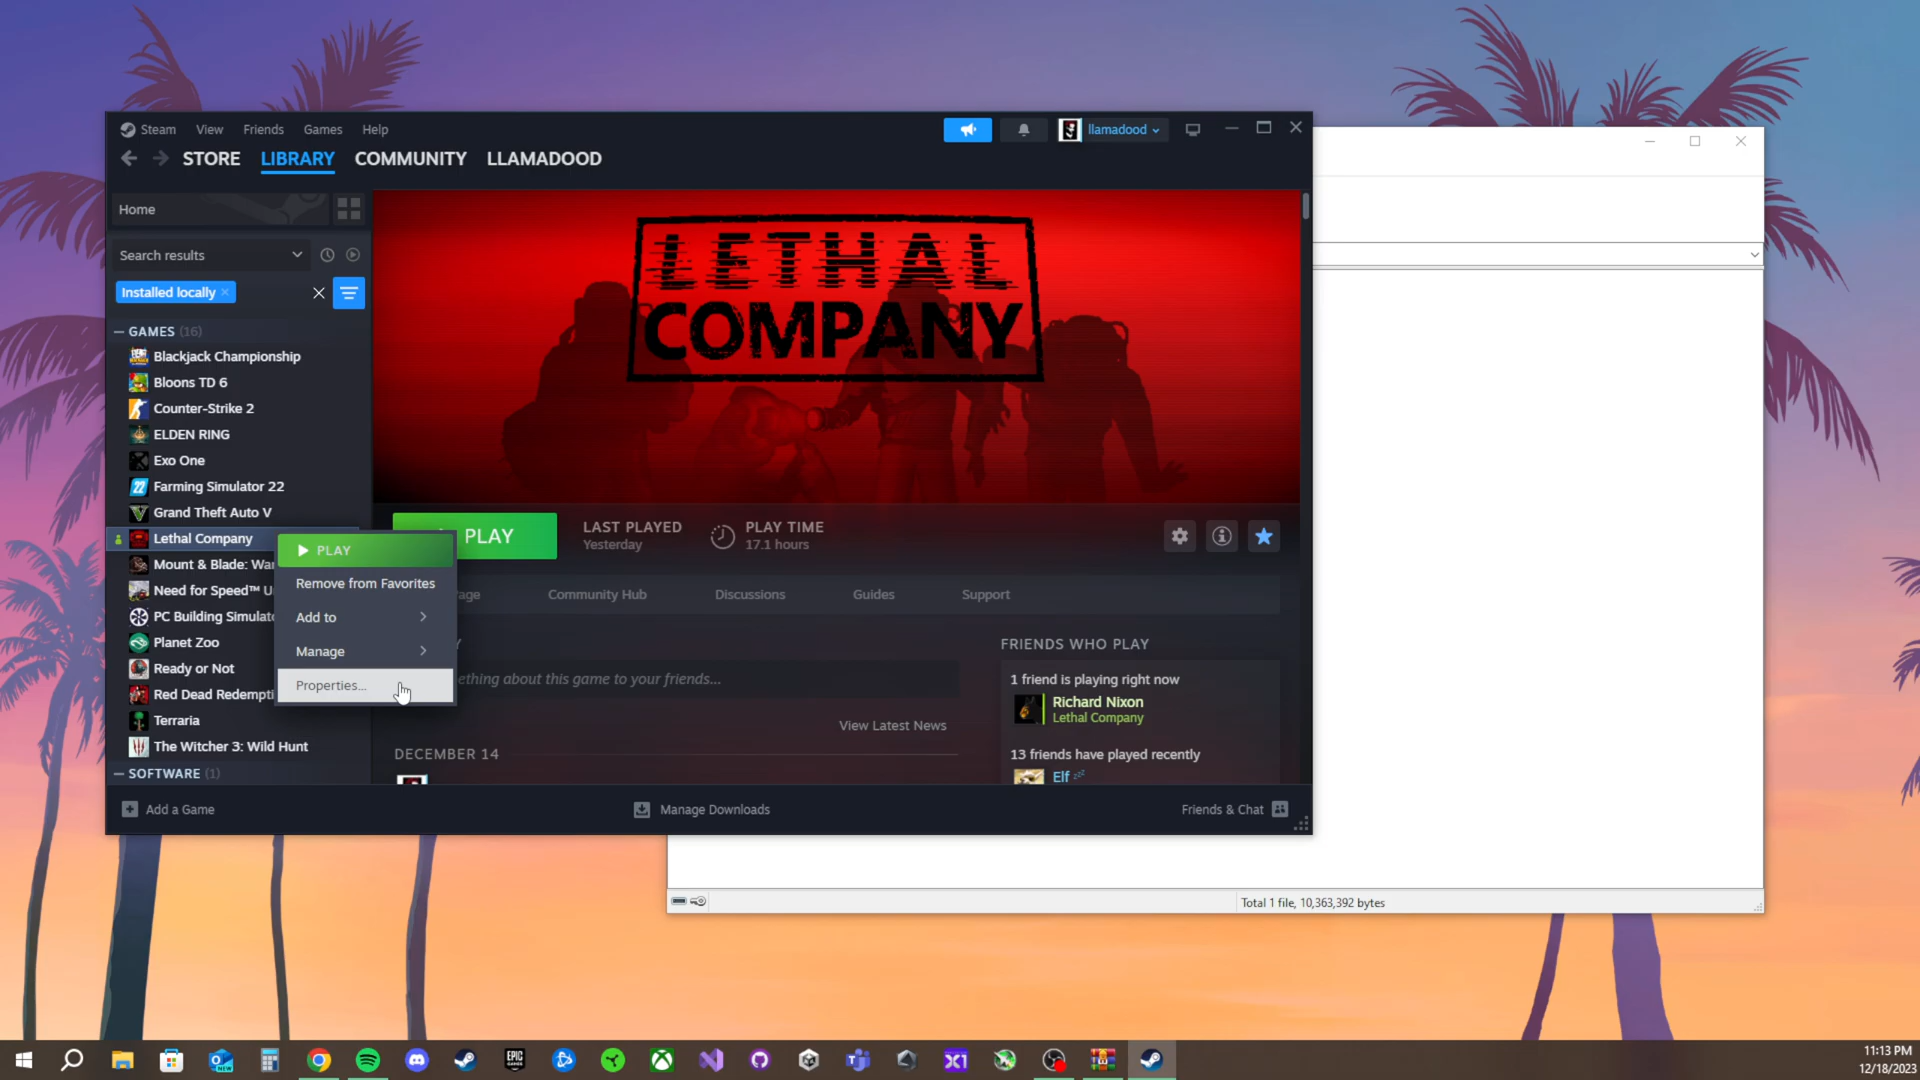 Steam View Friends Games Help
llamadood
STORE LIBRARY COMMUNITY LLAMADOOD
Home
Search results
Installed locally
GAMES (16)
Blackjack Championship
Bloons TD 6
Counter-Strike 2
ELDEN RING
Exo One
Farming Simulator 22
Grand Theft Auto V
Lethal Company
Mount & Blade: Wa
Need for Speed™ U
PC Building Simulat
Planet Zoo
Ready or Not
Red Dead Redempti
Terraria
The Witcher 3: Wild Hunt
SOFTWARE (1)
PLAY
Remove from Favorites
Add to
Manage
Properties...
LETHAL
COMPANY
PLAY
LAST PLAYED
Yesterday
PLAY TIME
17.1 hours
age Community Hub Discussions Guides Support
Y
ething about this game to your friends...
View Latest News
DECEMBER 14
FRIENDS WHO PLAY
1 friend is playing right now
Richard Nixon
Lethal Company
13 friends have played recently
Elf zz
Add a Game
Manage Downloads
Friends & Chat
Total 1 file, 10,363,392 bytes
NEW
EPIC
GAMES
X1
11:13 PM
12/18/2023